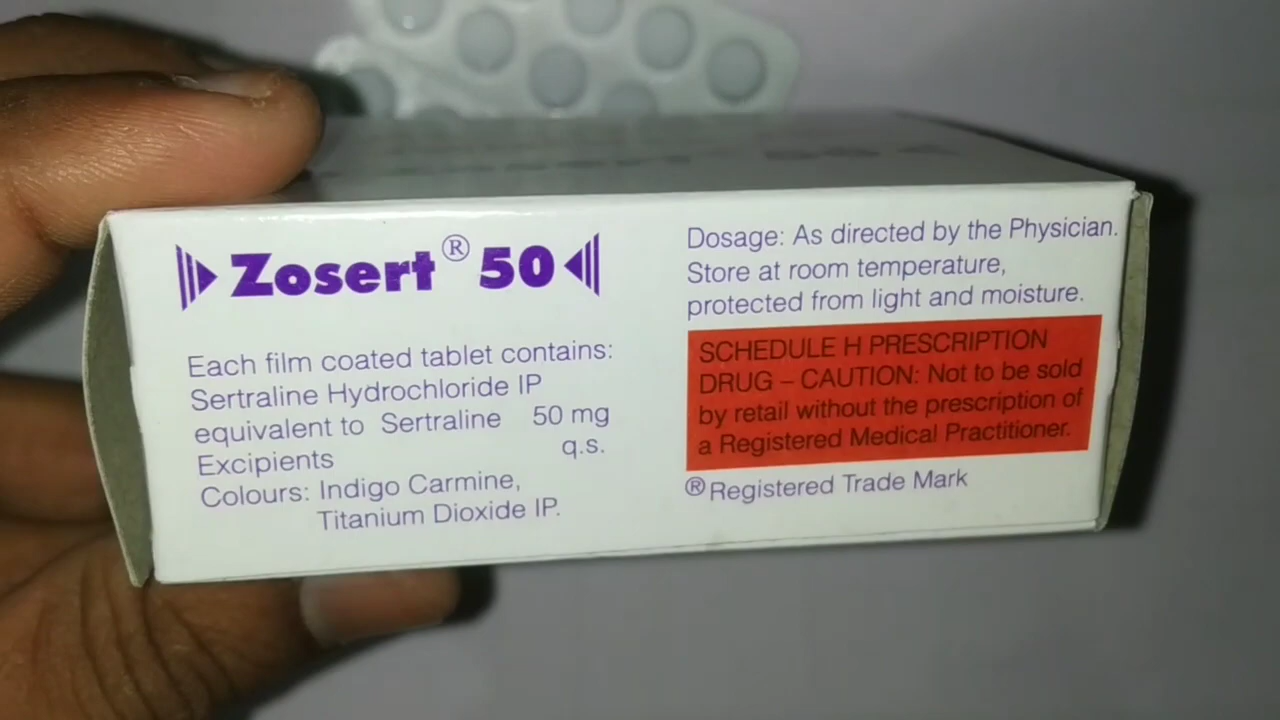 Zosert® 50
Each film coated tablet contains:
Sertraline Hydrochloride IP
equivalent to Sertraline 50 mg
Excipients q.s.
Colours: Indigo Carmine,
Titanium Dioxide IP.
Dosage: As directed by the Physician.
Store at room temperature,
protected from light and moisture.
SCHEDULE H PRESCRIPTION
DRUG – CAUTION: Not to be sold
by retail without the prescription of
a Registered Medical Practitioner.
® Registered Trade Mark